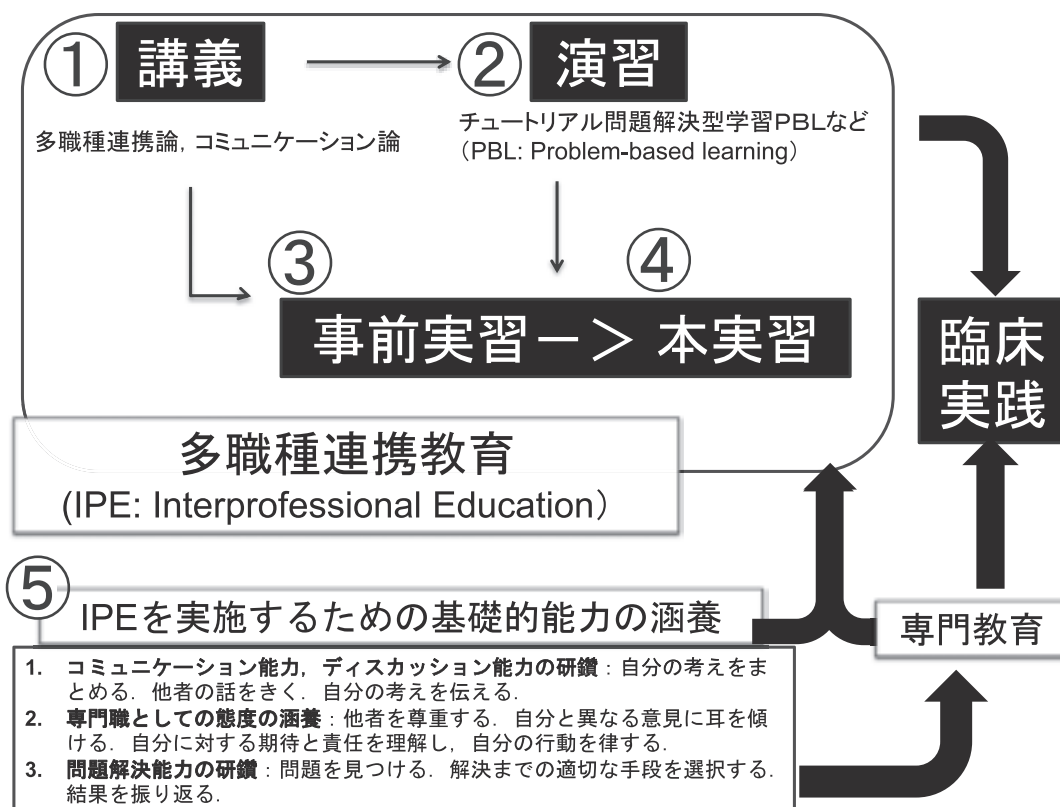 ① 講義
② 演習
多職種連携論, コミュニケーション論
チュートリアル問題解決型学習PBLなど
(PBL: Problem-based learning)
③ ④
事前実習ー＞ 本実習
臨床
実践
多職種連携教育
(IPE: Interprofessional Education)
⑤
IPEを実施するための基礎的能力の涵養
専門教育
1. コミュニケーション能力，ディスカッション能力の研鑽：自分の考えをま
とめる．他者の話をきく．自分の考えを伝える．
2. 専門職としての態度の涵養：他者を尊重する．自分と異なる意見に耳を傾
ける．自分に対する期待と責任を理解し，自分の行動を律する．
3. 問題解決能力の研鑽：問題を見つける．解決までの適切な手段を選択する．
結果を振り返る．